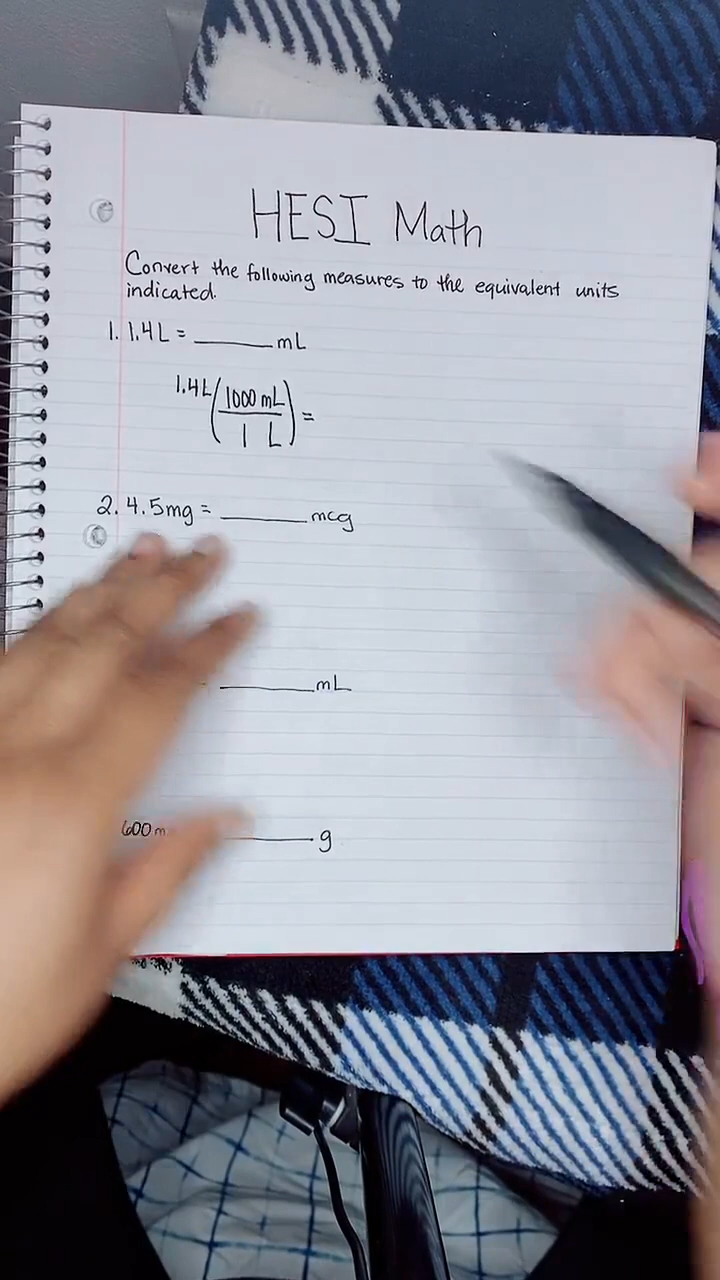 HESI Math
Convert the following measures to the equivalent units
indicated.
1. 1.4L = ______ mL
1.4L (1000 mL / 1 L) =
2. 4.5mg = ______ mcg
______ mL
600 m ______ g